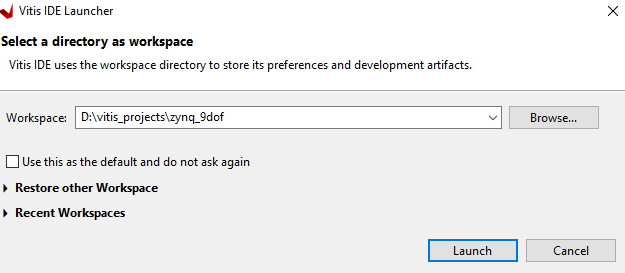 Vitis IDE Launcher
Select a directory as workspace
Vitis IDE uses the workspace directory to store its preferences and development artifacts.
Workspace: D:\vitis_projects\zynq_9dof Browse...
Use this as the default and do not ask again
Restore other Workspace
Recent Workspaces
Launch Cancel